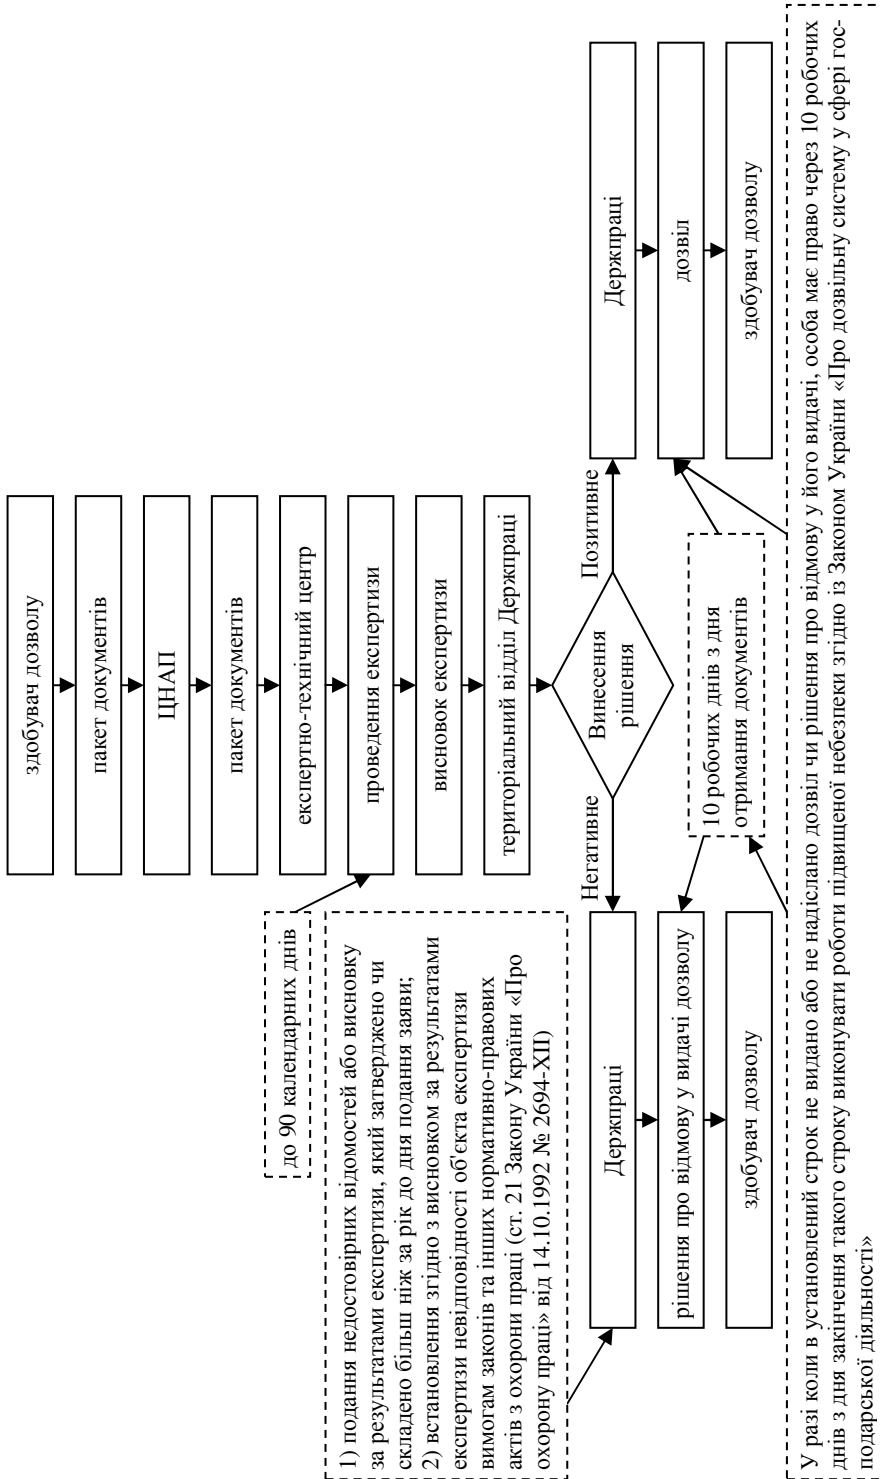 здобувач дозволу
пакет документів
ЦНАП
пакет документів
експертно-технічний центр
до 90 календарних днів
проведення експертизи
висновок експертизи
територіальний відділ Держпраці
1) подання недостовірних відомостей або висновку
за результатами експертизи, який затверджено чи
складено більш ніж за рік до дня подання заяви;
2) встановлення згідно з висновком за результатами
експертизи невідповідності об'єкта експертизи
вимогам законів та інших нормативно-правових
актів з охорони праці (ст. 21 Закону України «Про
охорону праці» від 14.10.1992 № 2694-XII)
Винесення
рішення
Негативне
Позитивне
Держпраці
рішення про відмову у видачі дозволу
здобувач дозволу
10 робочих днів з дня
отримання документів
Держпраці
дозвіл
здобувач дозволу
У разі коли в установлений строк не видано або не надіслано дозвіл чи рішення про відмову у його видачі, особа має право через 10 робочих
днів з дня закінчення такого строку виконувати роботи підвищеної небезпеки згідно із Законом України «Про дозвільну систему у сфері гос-
подарської діяльності»